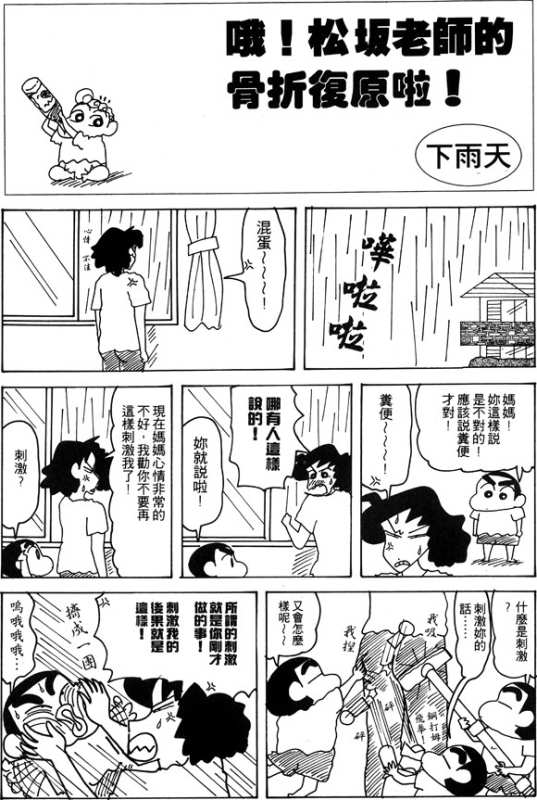 哦！松坂老師的
骨折復原啦！
下雨天
嘩
啦
啦
混蛋～～～～！
心情
不佳
媽媽！
妳這樣說
是不對的！
應該說糞便
才對！
糞便～～～！
哪有人這樣
說的！
妳就說啦！
現在媽媽心情非常的
不好，我勸你不要再
這樣刺激我了！
刺激？
什麼是刺激
？
刺激妳的
話……
又會怎麼
樣呢～～
我捏
砰
砰
所謂的刺激
就是你剛才
做的事！
刺激我的
後果就是
這樣！
擠成一團
嗚哦哦哦…